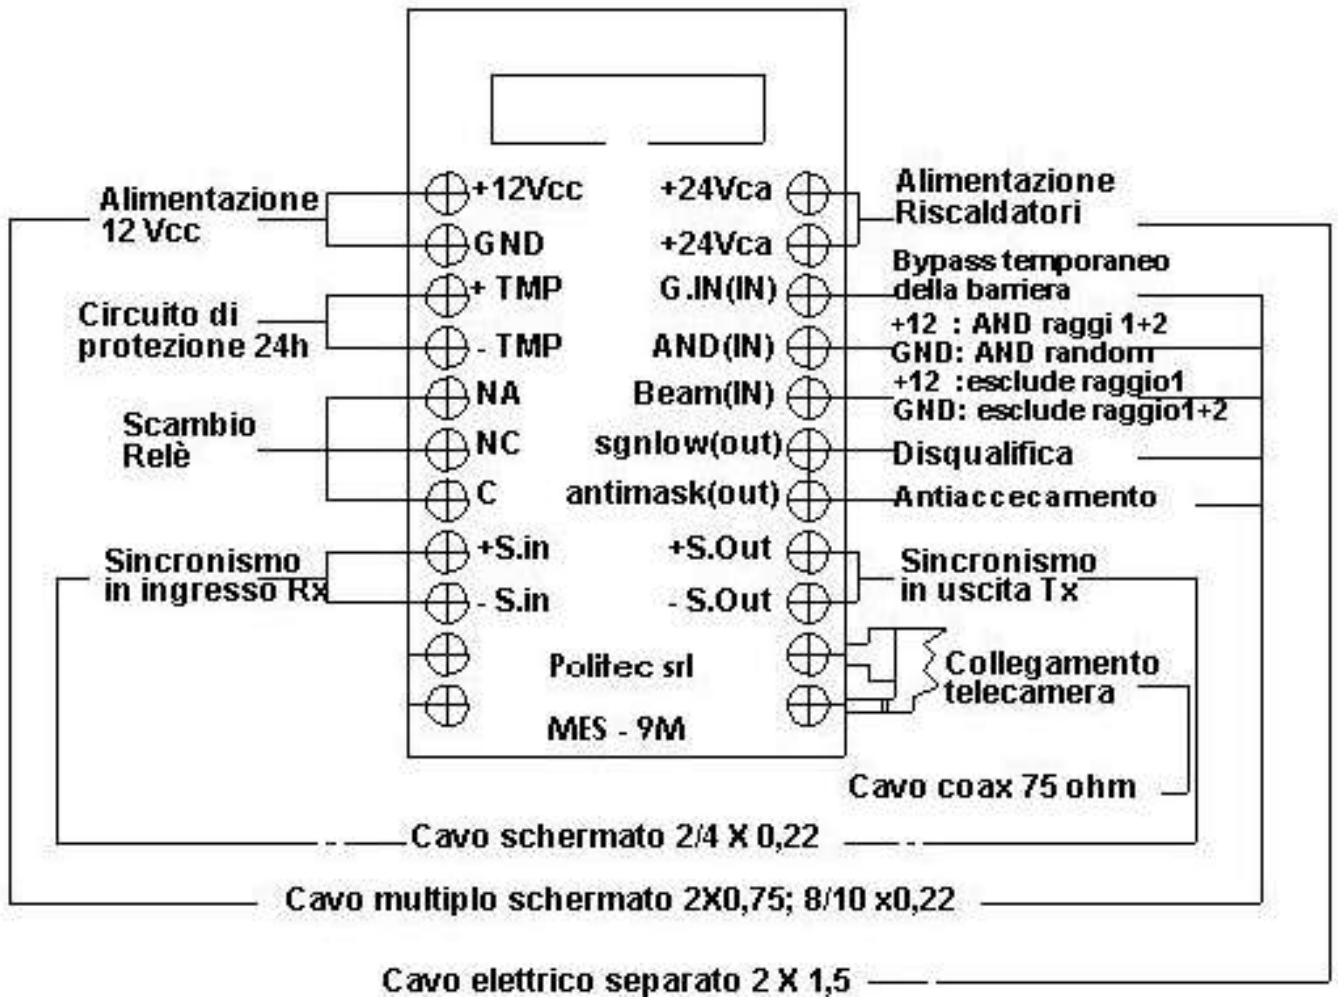 Alimentazione
12 Vcc
Circuito di
protezione 24h
Scambio
Relè
Sincronismo
in ingresso Rx
+12Vcc
GND
+ TMP
- TMP
NA
NC
C
+S.in
- S.in
+24Vca
+24Vca
G.IN(IN)
AND(IN)
Beam(IN)
sgnlow(out)
antimask(out)
+S.Out
- S.Out
Politec srl
MES - 9M
Alimentazione
Riscaldatori
Bypass temporaneo
della barriera
+12 : AND raggi 1+2
GND: AND random
+12 :esclude raggio1
GND: esclude raggio1+2
Disqualifica
Antiaccecamento
Sincronismo
in uscita Tx
Collegamento
telecamera
Cavo coax 75 ohm
Cavo schermato 2/4 X 0,22
Cavo multiplo schermato 2X0,75; 8/10 x0,22
Cavo elettrico separato 2 X 1,5